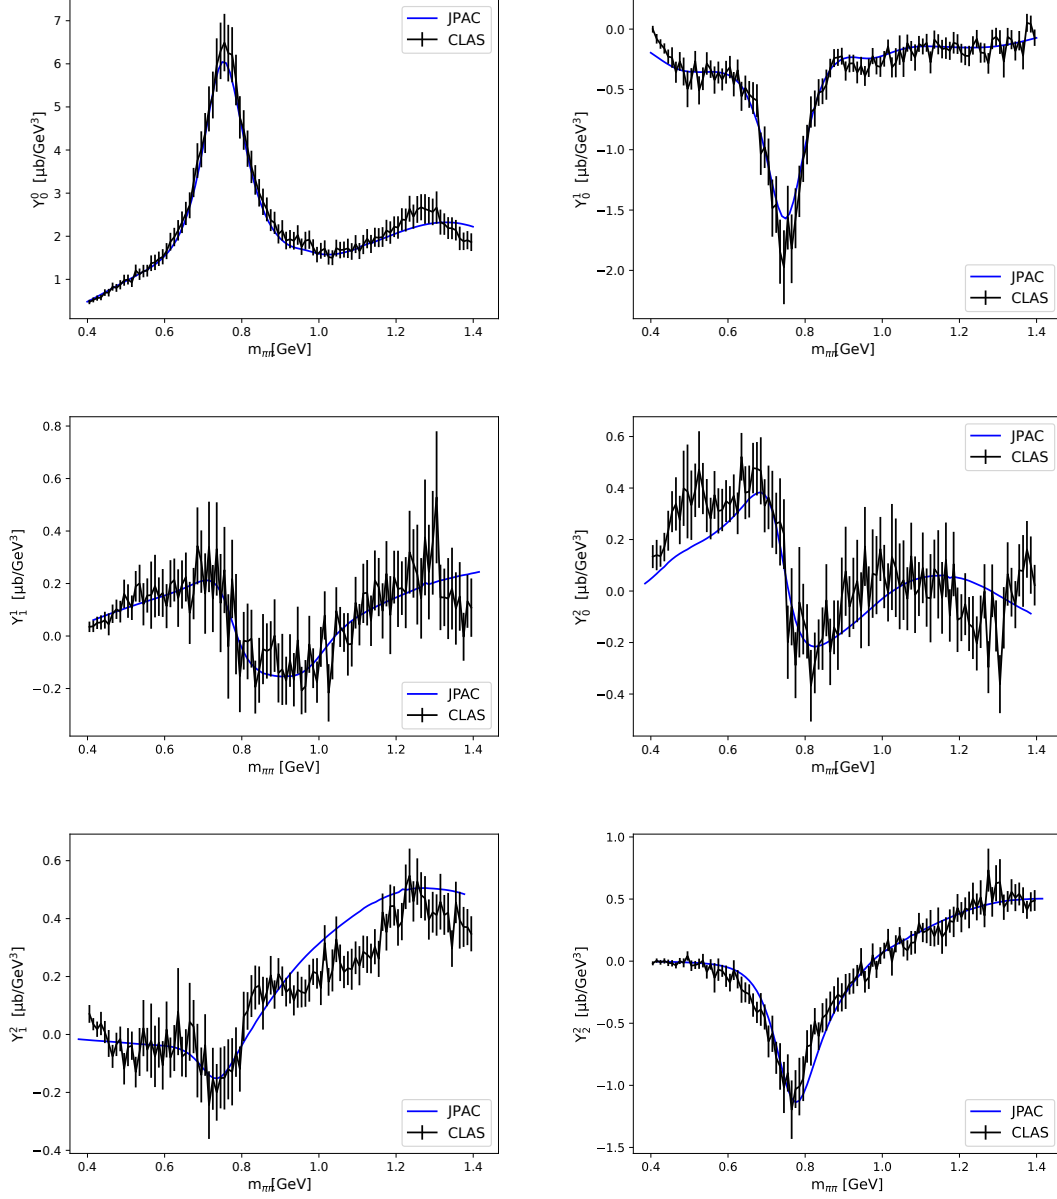 7
6
5
4
3
2
1
Y⁰₀ [μb/GeV³]
JPAC
CLAS
0.4 0.6 0.8 1.0 1.2 1.4
mππ[GeV]
0.0
−0.5
−1.0
−1.5
−2.0
Y¹₀ [μb/GeV³]
JPAC
CLAS
0.4 0.6 0.8 1.0 1.2 1.4
mππ[GeV]
0.8
0.6
0.4
0.2
0.0
−0.2
Y¹₁ [μb/GeV³]
JPAC
CLAS
0.4 0.6 0.8 1.0 1.2 1.4
mππ [GeV]
0.6
0.4
0.2
0.0
−0.2
−0.4
Y²₀ [μb/GeV³]
JPAC
CLAS
0.4 0.6 0.8 1.0 1.2 1.4
mππ[GeV]
0.6
0.4
0.2
0.0
−0.2
−0.4
Y²₁ [μb/GeV³]
JPAC
CLAS
0.4 0.6 0.8 1.0 1.2 1.4
mππ[GeV]
1.0
0.5
0.0
−0.5
−1.0
−1.5
Y²₂ [μb/GeV³]
JPAC
CLAS
0.4 0.6 0.8 1.0 1.2 1.4
mππ[GeV]